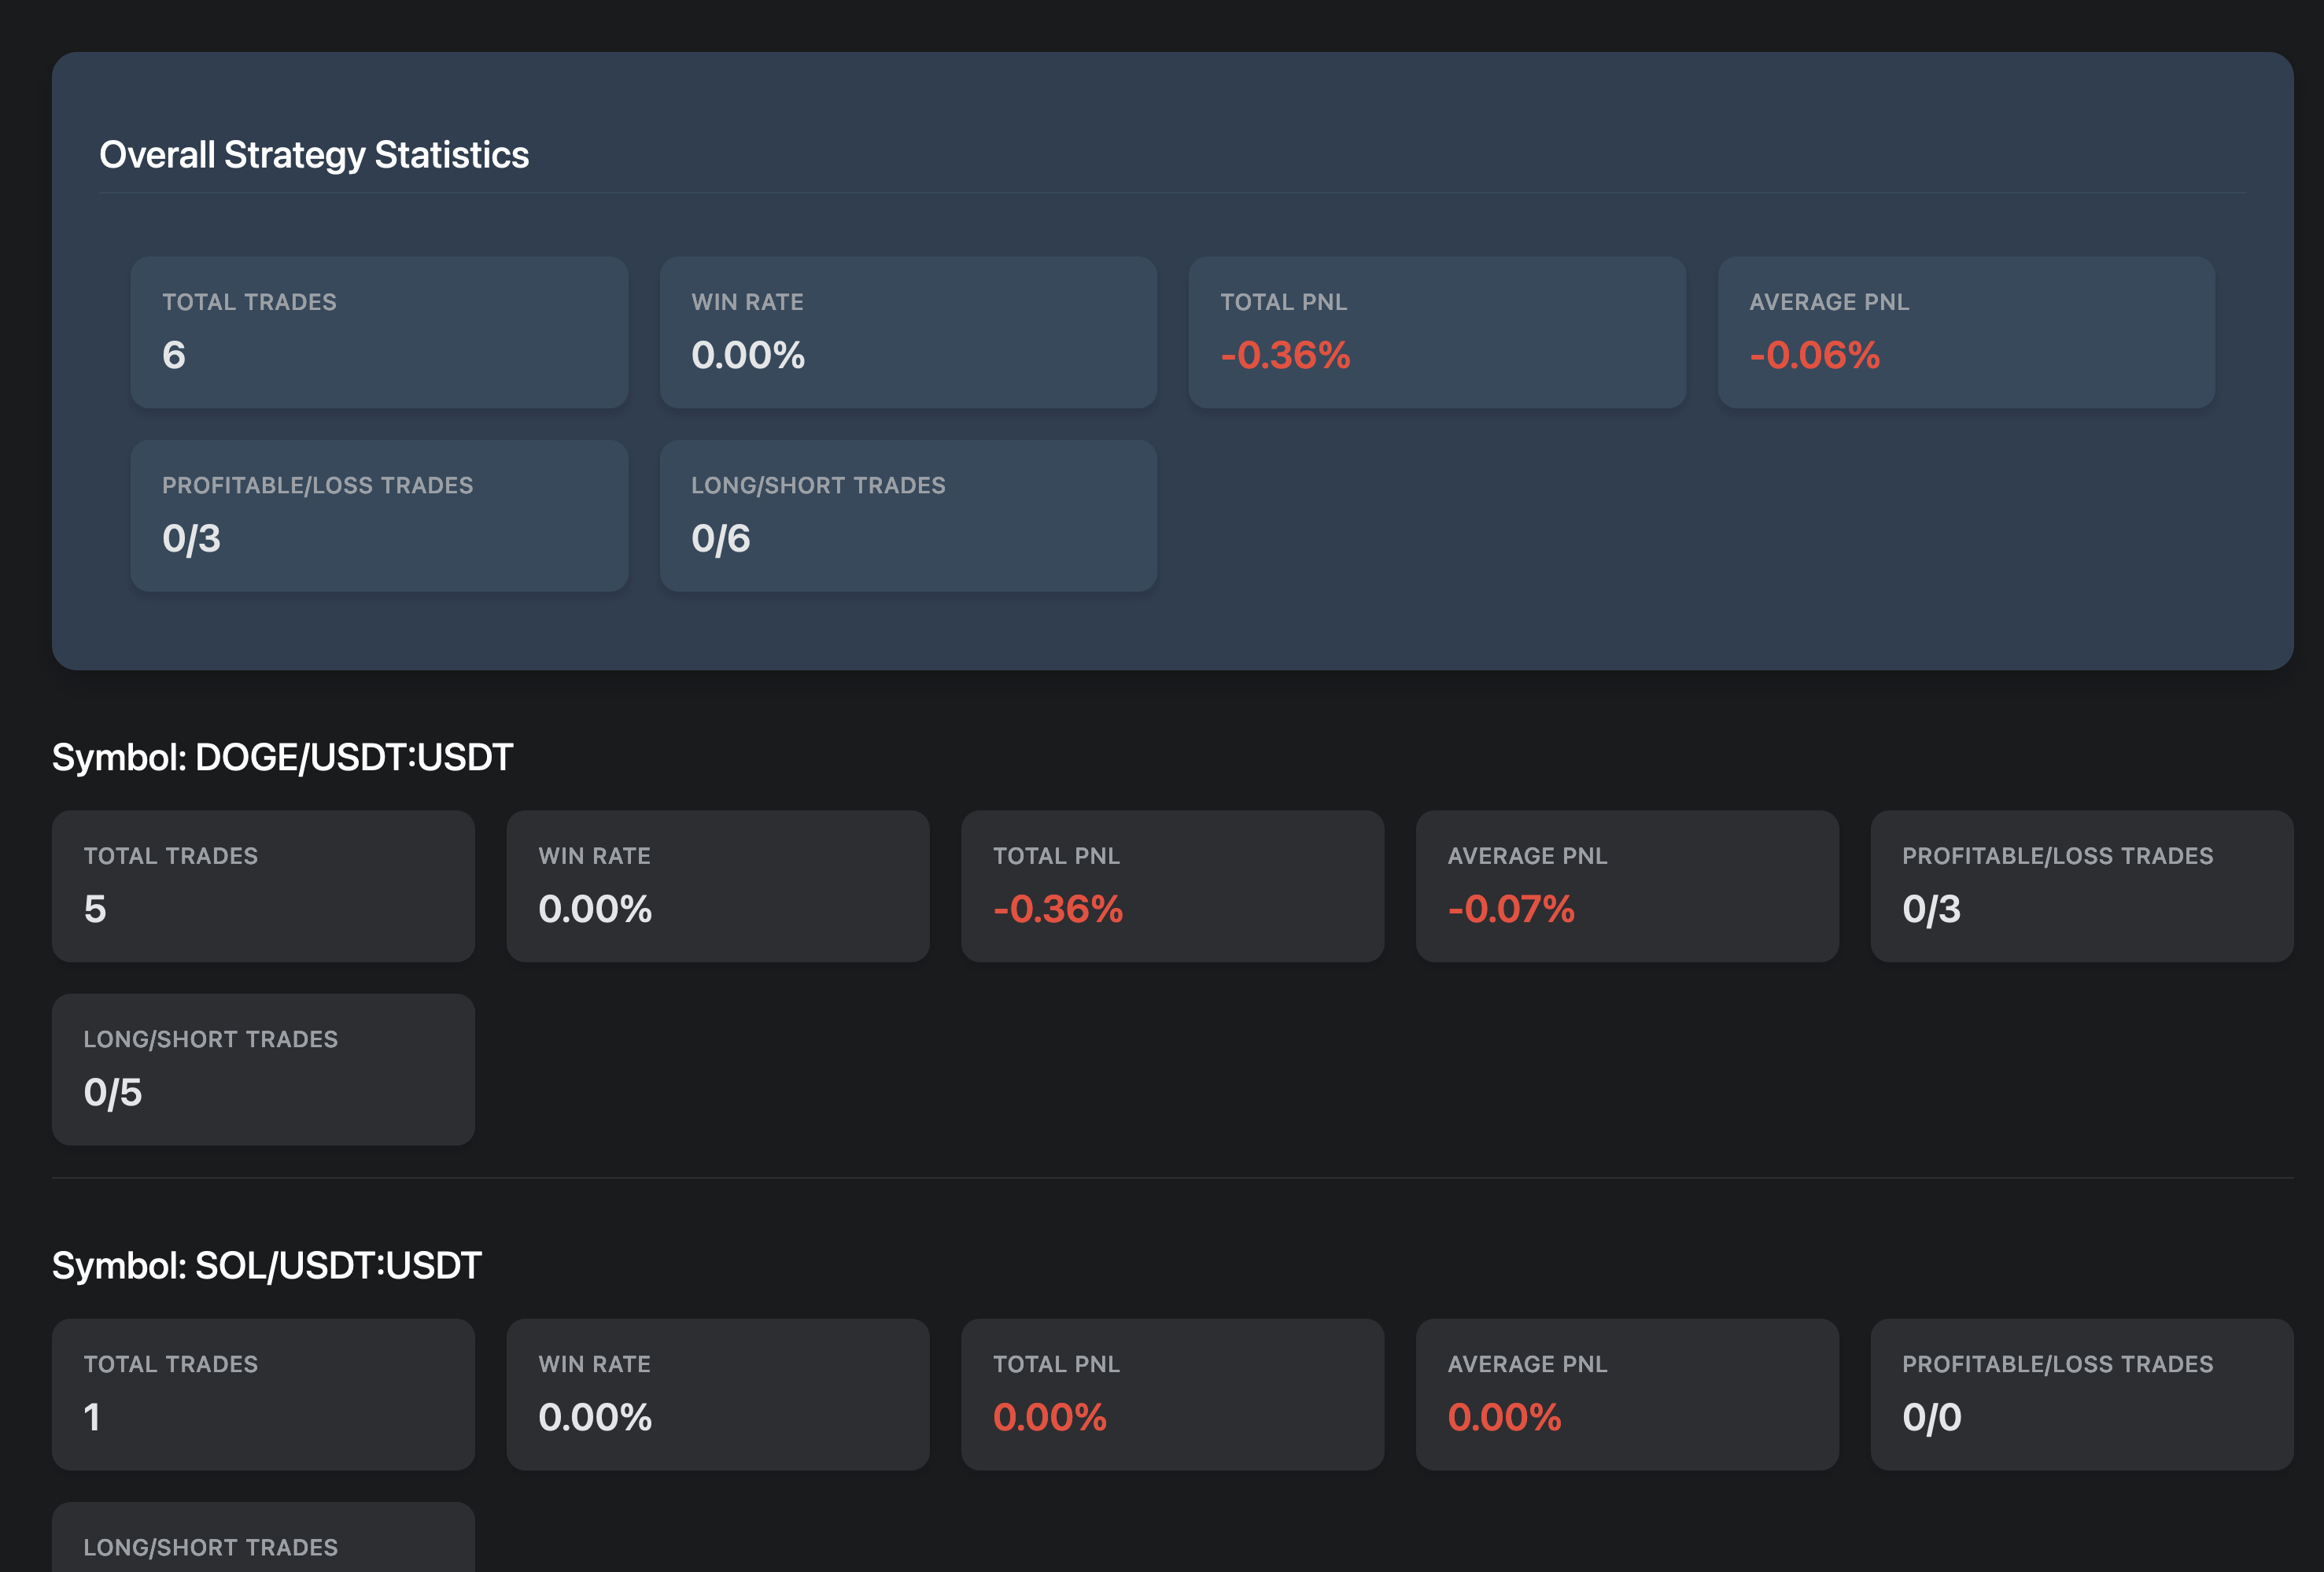 Overall Strategy Statistics
TOTAL TRADES
6
WIN RATE
0.00%
TOTAL PNL
-0.36%
AVERAGE PNL
-0.06%
PROFITABLE/LOSS TRADES
0/3
LONG/SHORT TRADES
0/6
Symbol: DOGE/USDT:USDT
TOTAL TRADES
5
WIN RATE
0.00%
TOTAL PNL
-0.36%
AVERAGE PNL
-0.07%
PROFITABLE/LOSS TRADES
0/3
LONG/SHORT TRADES
0/5
Symbol: SOL/USDT:USDT
TOTAL TRADES
1
WIN RATE
0.00%
TOTAL PNL
0.00%
AVERAGE PNL
0.00%
PROFITABLE/LOSS TRADES
0/0
LONG/SHORT TRADES